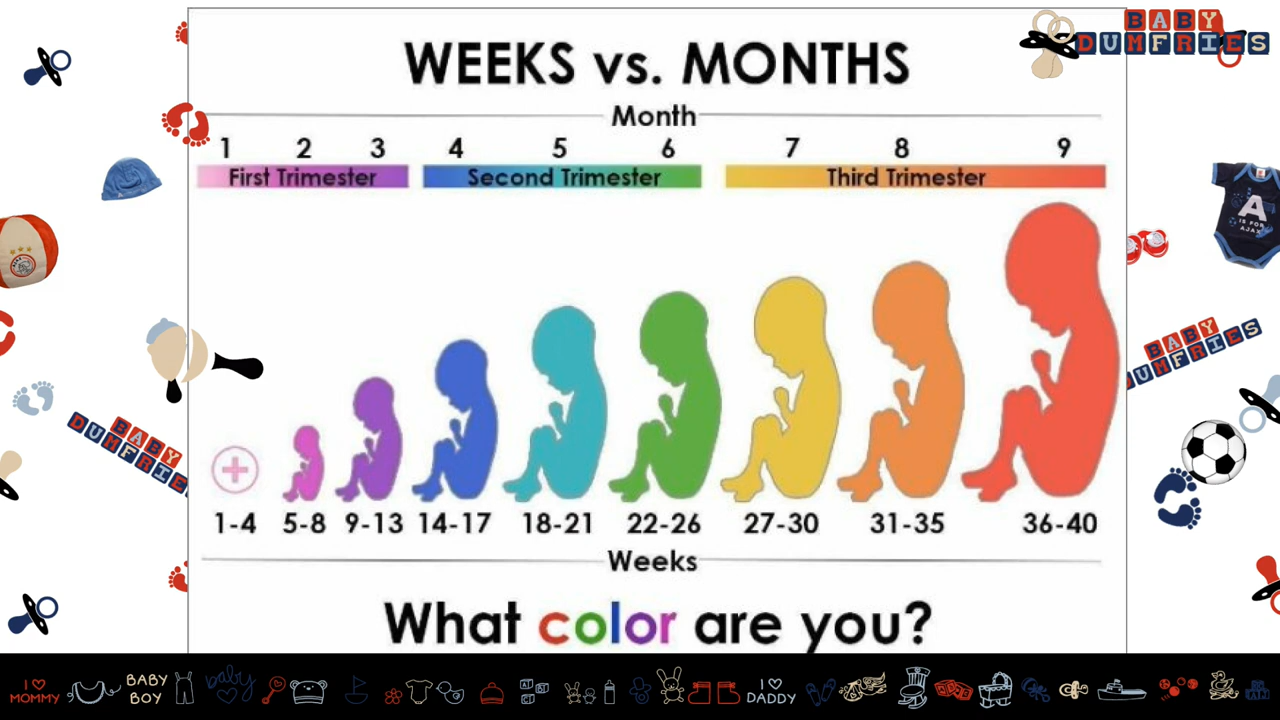 BABY
DUMFRIES
WEEKS vs. MONTHS
Month
1 2 3 4 5 6 7 8 9
First Trimester Second Trimester Third Trimester
A
IS FOR
AJAX
BABY
DUMFRIES
BABY
DUMFRIE
1-4 5-8 9-13 14-17 18-21 22-26 27-30 31-35 36-40
Weeks
What color are you?
I
MOMMY
BABY
BOY
baby
I
DADDY